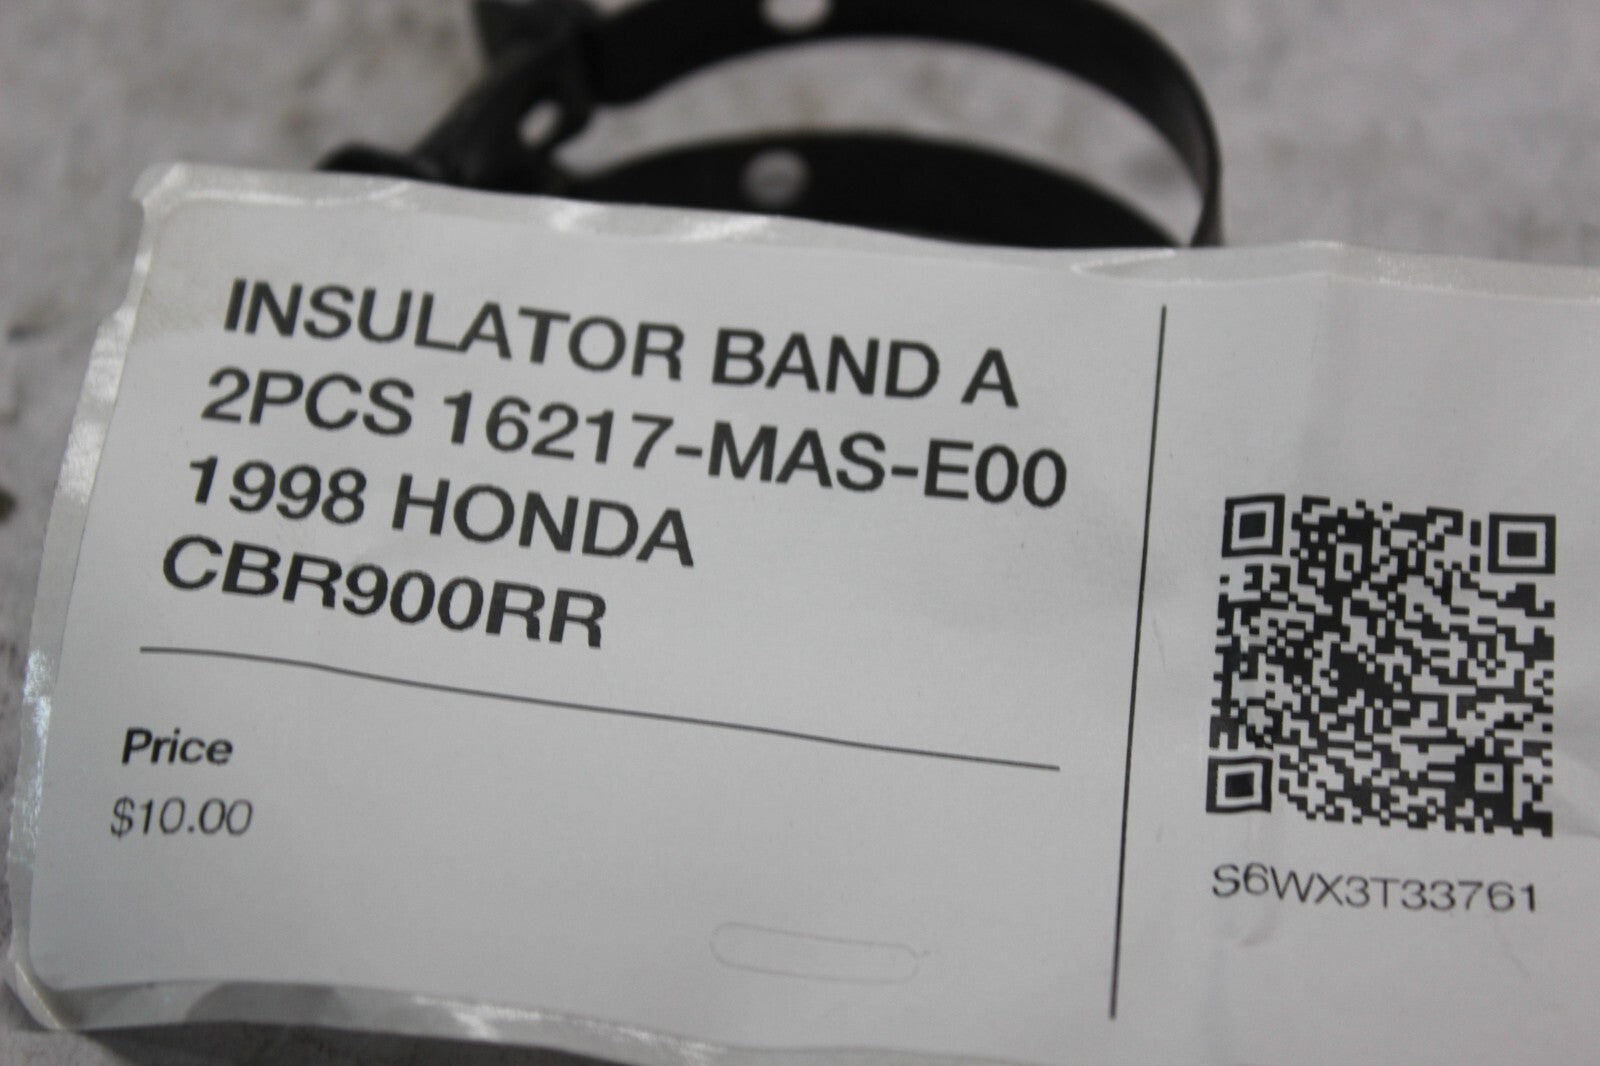 INSULATOR BAND A
2PCS 16217-MAS-E00
1998 HONDA
CBR900RR
Price
$10.00
S6WX3T33761